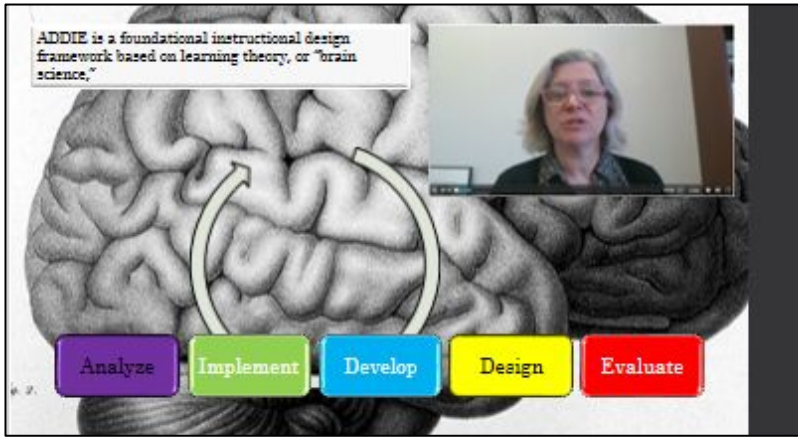 ADDIE is a foundational instructional design
framework based on learning theory, or "brain
science,"
Analyze
Implement
Develop
Design
Evaluate